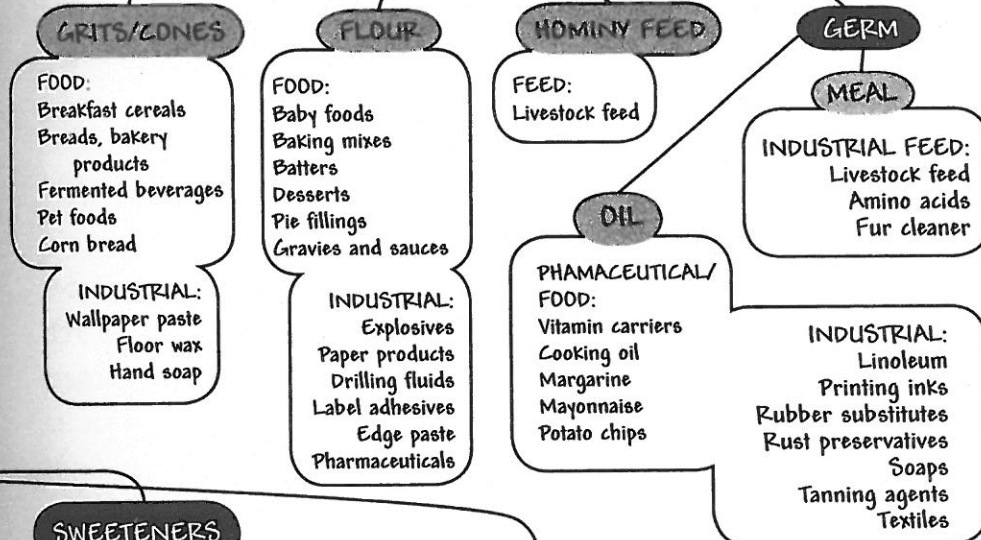 GRITS/CONES
FOOD:
Breakfast cereals
Breads, bakery
products
Fermented beverages
Pet foods
Corn bread
INDUSTRIAL:
Wallpaper paste
Floor wax
Hand soap
FLOUR
FOOD:
Baby foods
Baking mixes
Batters
Desserts
Pie fillings
Gravies and sauces
INDUSTRIAL:
Explosives
Paper products
Drilling fluids
Label adhesives
Edge paste
Pharmaceuticals
HOMINY FEED
FEED:
Livestock feed
GERM
MEAL
INDUSTRIAL FEED:
Livestock feed
Amino acids
Fur cleaner
OIL
PHAMACEUTICAL/
FOOD:
Vitamin carriers
Cooking oil
Margarine
Mayonnaise
Potato chips
INDUSTRIAL:
Linoleum
Printing inks
Rubber substitutes
Rust preservatives
Soaps
Tanning agents
Textiles
SWEETENERS